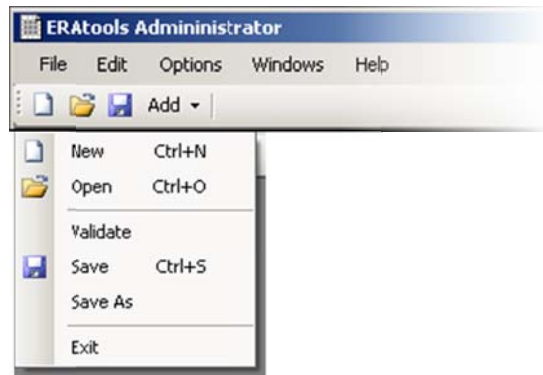 ERAtools Admininistrator
File Edit Options Windows Help
Add
New Ctrl+N
Open Ctrl+O
Validate
Save Ctrl+S
Save As
Exit